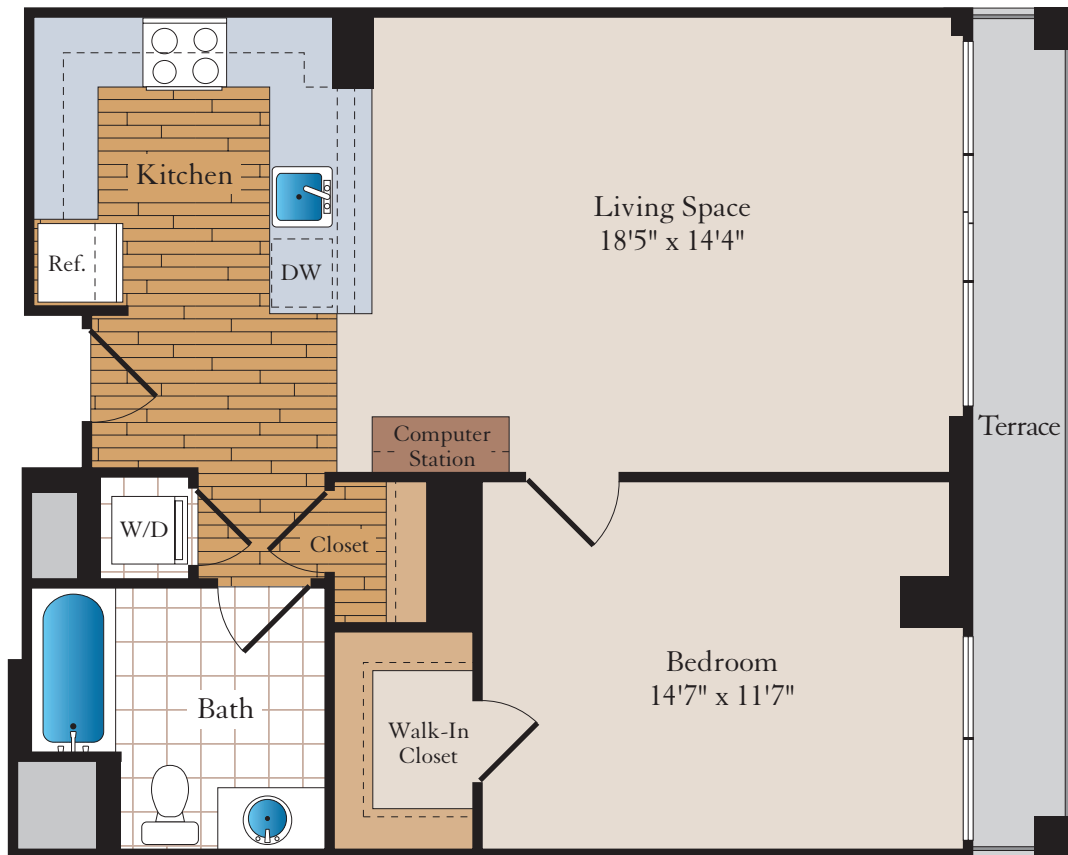 Kitchen
Living Space
18'5" x 14'4"
Ref.
DW
Terrace
Computer
Station
W/D
Closet
Bedroom
14'7" x 11'7"
Bath
Walk-In
Closet